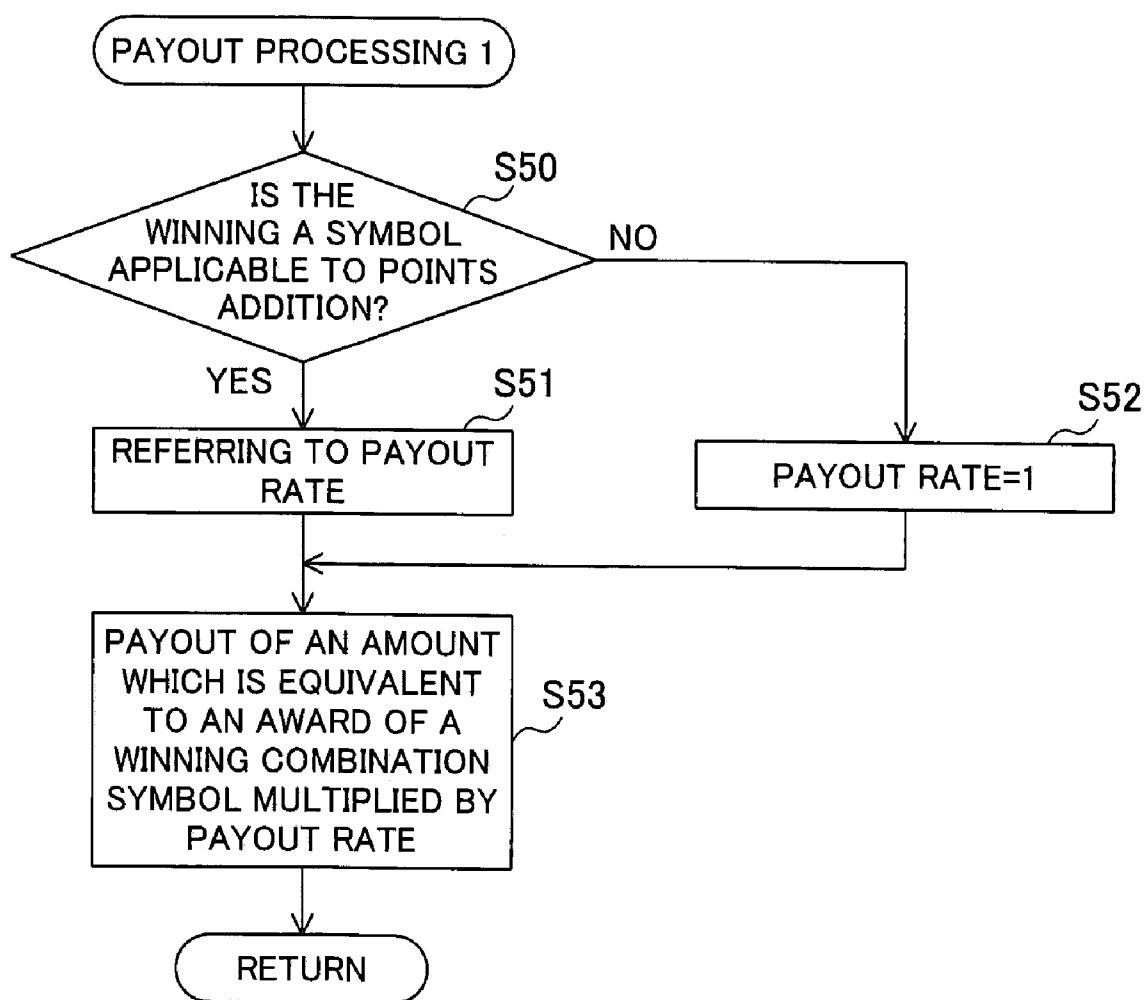 PAYOUT PROCESSING 1
S50
IS THE
WINNING A SYMBOL
APPLICABLE TO POINTS
ADDITION?
NO
YES
S51
REFERRING TO PAYOUT
RATE
S52
PAYOUT RATE=1
PAYOUT OF AN AMOUNT
WHICH IS EQUIVALENT
TO AN AWARD OF A
WINNING COMBINATION
SYMBOL MULTIPLIED BY
PAYOUT RATE
S53
RETURN